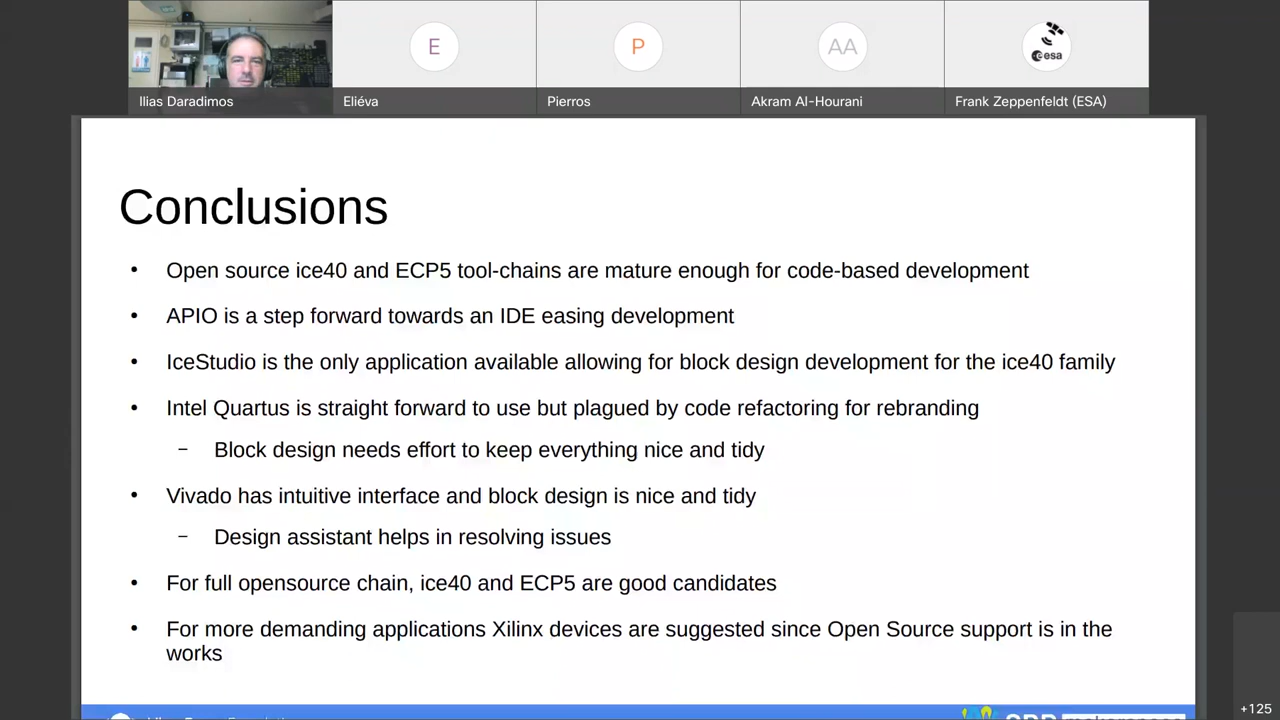 E
P
AA
esa
Ilias Daradimos
Eliéva
Pierros
Akram Al-Hourani
Frank Zeppenfeldt (ESA)
Conclusions
• Open source ice40 and ECP5 tool-chains are mature enough for code-based development
• APIO is a step forward towards an IDE easing development
• IceStudio is the only application available allowing for block design development for the ice40 family
• Intel Quartus is straight forward to use but plagued by code refactoring for rebranding
– Block design needs effort to keep everything nice and tidy
• Vivado has intuitive interface and block design is nice and tidy
– Design assistant helps in resolving issues
• For full opensource chain, ice40 and ECP5 are good candidates
• For more demanding applications Xilinx devices are suggested since Open Source support is in the
works
+125